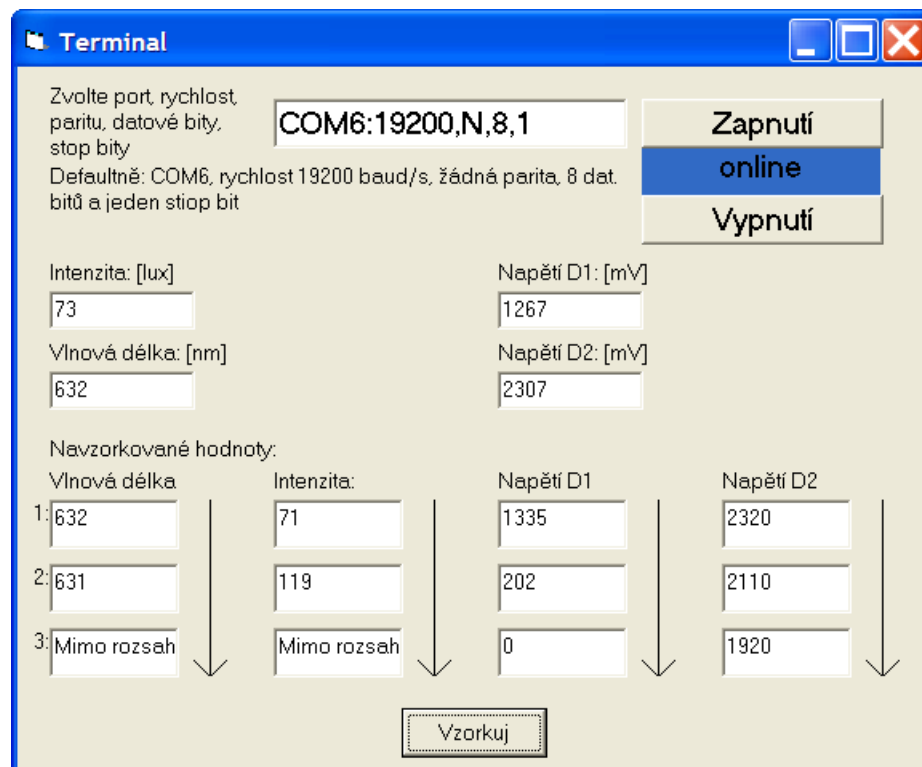 Terminal
Zvolte port, rychlost,
paritu, datové bity,
stop bity
COM6:19200,N,8,1
Zapnutí
online
Vypnutí
Defaultně: COM6, rychlost 19200 baud/s, žádná parita, 8 dat.
bitů a jeden stiop bit
Intenzita: [lux]
Napětí D1: [mV]
73
1267
Vlnová délka: [nm]
Napětí D2: [mV]
632
2307
Navzorkované hodnoty:
Vlnová délka
Intenzita:
Napětí D1
Napětí D2
1: 632
71
1335
2320
2: 631
119
202
2110
3: Mimo rozsah
Mimo rozsah
0
1920
Vzorkuj